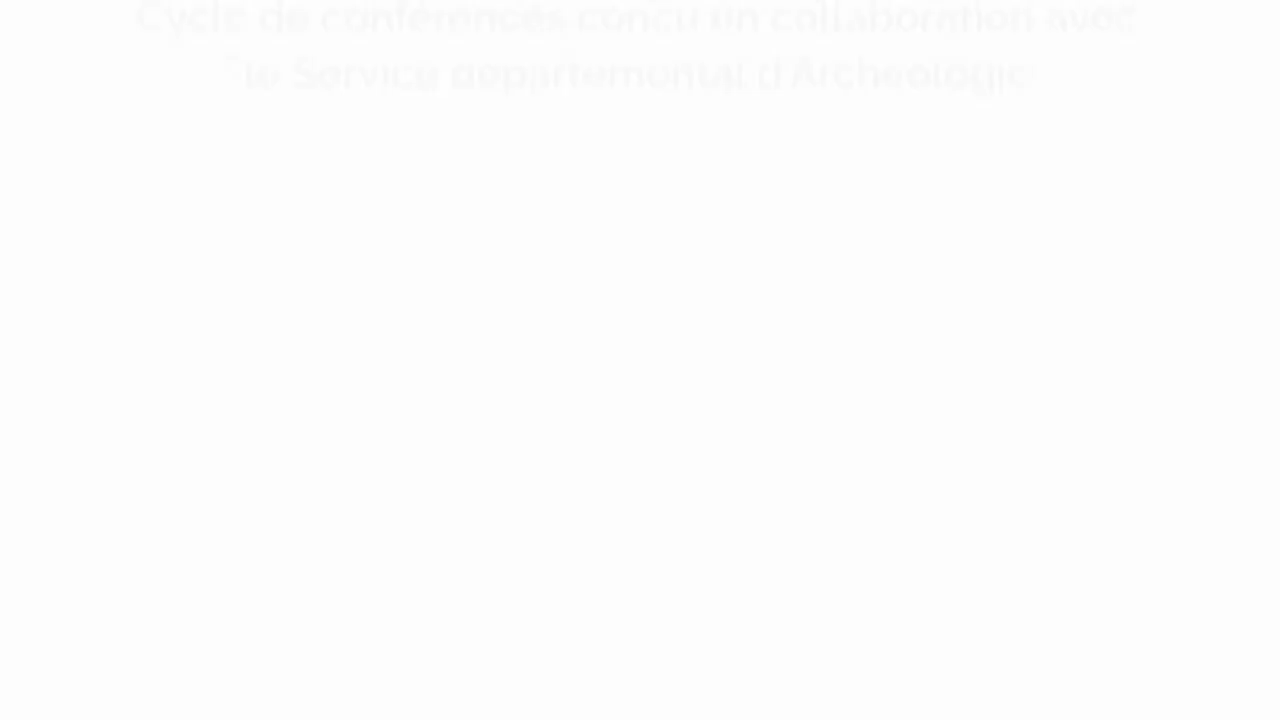 Cycle de conférences conçu en collaboration avec
le Service départemental d'Archéologie